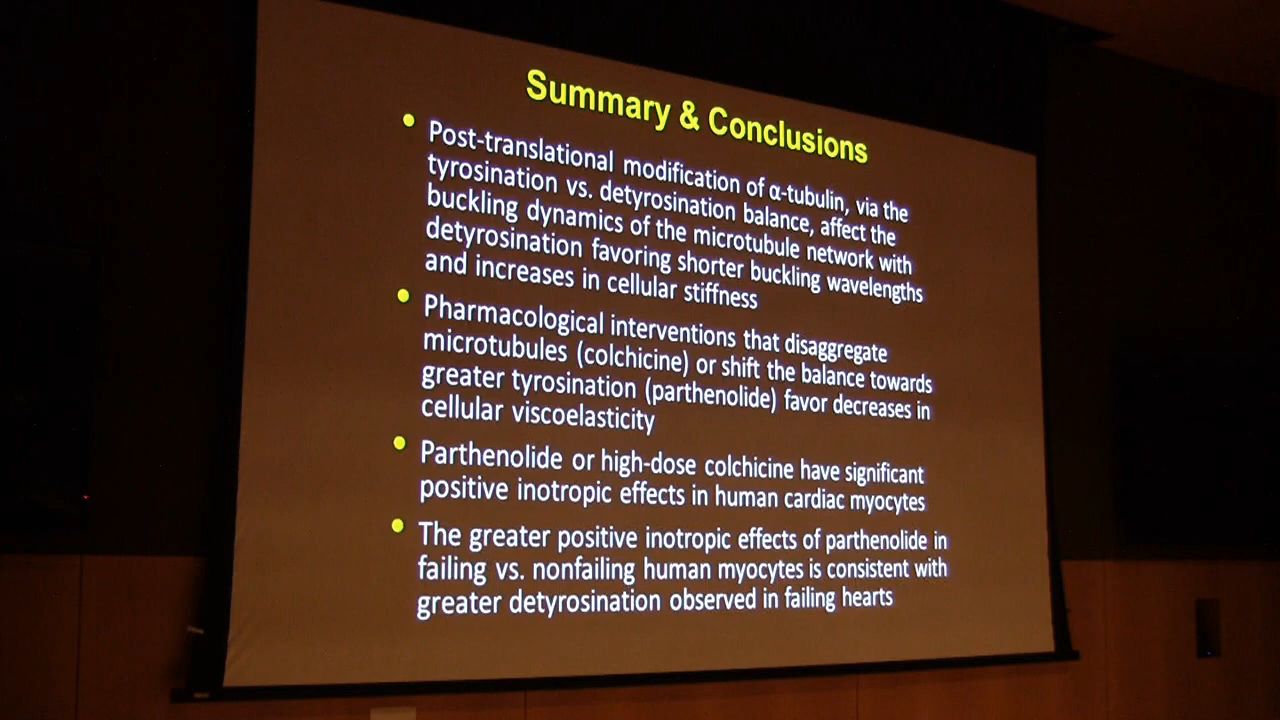 Summary & Conclusions
• Post-translational modification of α-tubulin, via the
tyrosination vs. detyrosination balance, affect the
buckling dynamics of the microtubule network with
detyrosination favoring shorter buckling wavelengths
and increases in cellular stiffness
• Pharmacological interventions that disaggregate
microtubules (colchicine) or shift the balance towards
greater tyrosination (parthenolide) favor decreases in
cellular viscoelasticity
• Parthenolide or high-dose colchicine have significant
positive inotropic effects in human cardiac myocytes
• The greater positive inotropic effects of parthenolide in
failing vs. nonfailing human myocytes is consistent with
greater detyrosination observed in failing hearts